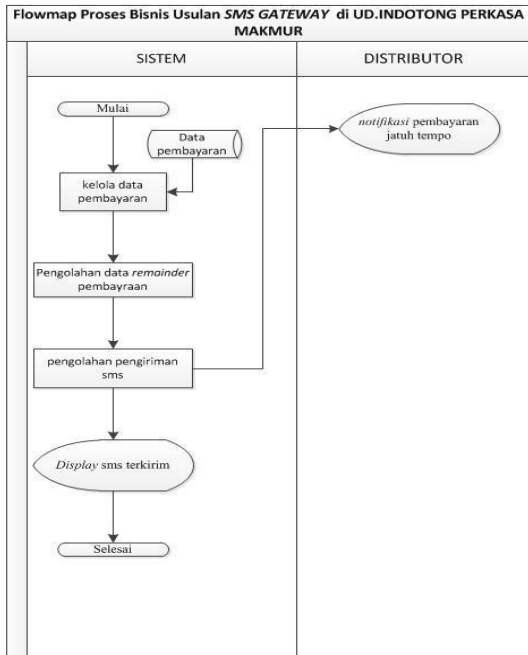 Flowmap Proses Bisnis Usulan SMS GATEWAY di UD.INDOTONG PERKASA
MAKMUR
SISTEM
DISTRIBUTOR
Mulai
Data
pembayaran
notifikasi pembayaran
jatuh tempo
kelola data
pembayaran
Pengolahan data remainder
pembayraan
pengolahan pengiriman
sms
Display sms terkirim
Selesai